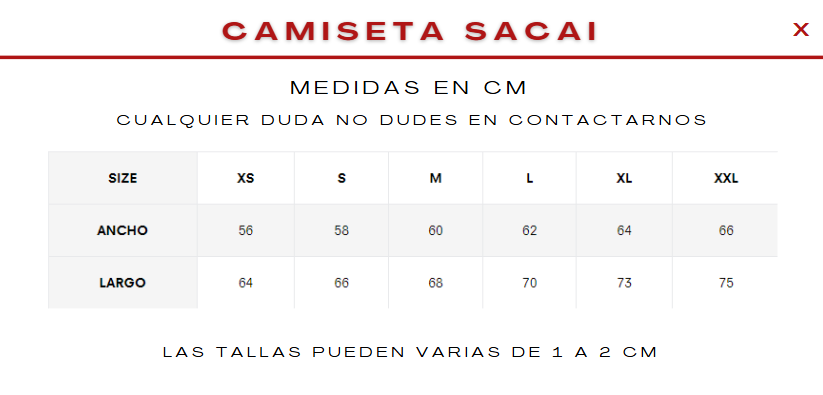 CAMISETA SACAI
X
MEDIDAS EN CM
CUALQUIER DUDA NO DUDES EN CONTACTARNOS
SIZE XS S M L XL XXL
ANCHO 56 58 60 62 64 66
LARGO 64 66 68 70 73 75
LAS TALLAS PUEDEN VARIAS DE 1 A 2 CM